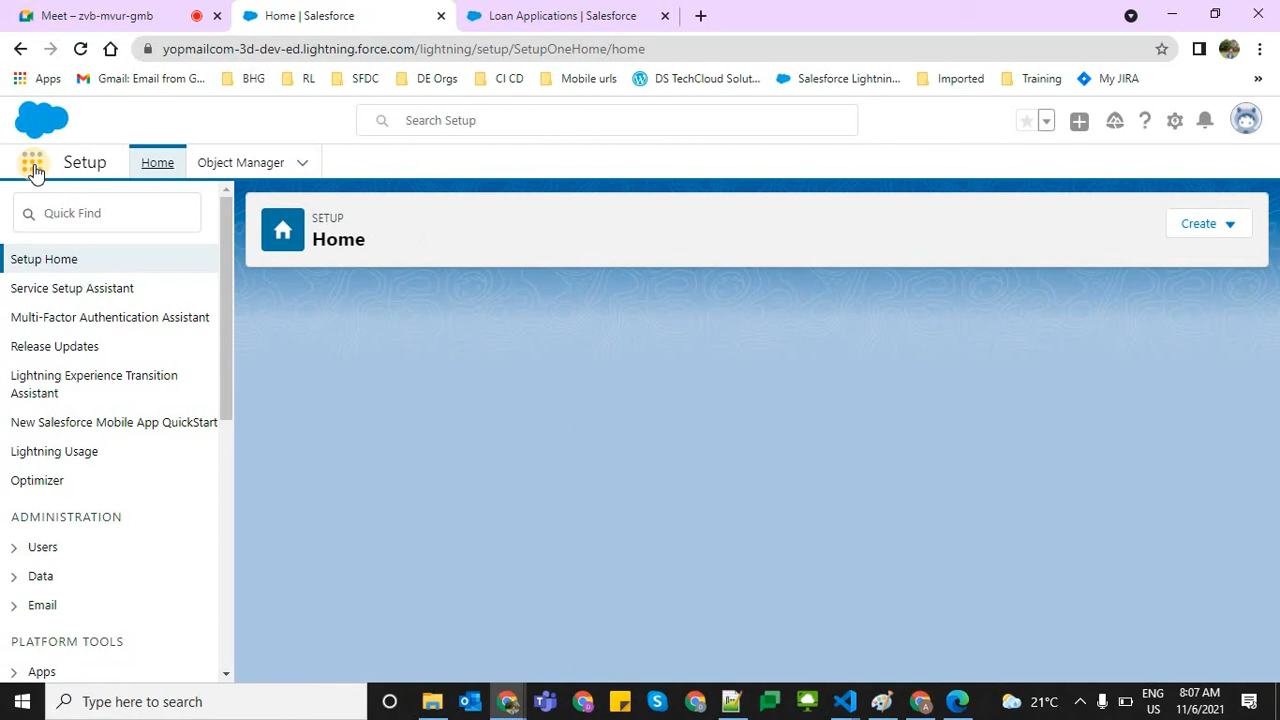 Meet – zvb-mvur-gmb
Home | Salesforce
Loan Applications | Salesforce
yopmailcom-3d-dev-ed.lightning.force.com/lightning/setup/SetupOneHome/home
Apps
Gmail: Email from G...
BHG
RL
SFDC
DE Orgs
CI CD
Mobile urls
DS TechCloud Solut...
Salesforce Lightnin...
Imported
Training
My JIRA
»
Search Setup
Setup
Home
Object Manager
Quick Find
SETUP
Home
Create
Setup Home
Service Setup Assistant
Multi-Factor Authentication Assistant
Release Updates
Lightning Experience Transition
Assistant
New Salesforce Mobile App QuickStart
Lightning Usage
Optimizer
ADMINISTRATION
Users
Data
Email
PLATFORM TOOLS
Apps
Type here to search
21°C
ENG
US
8:07 AM
11/6/2021